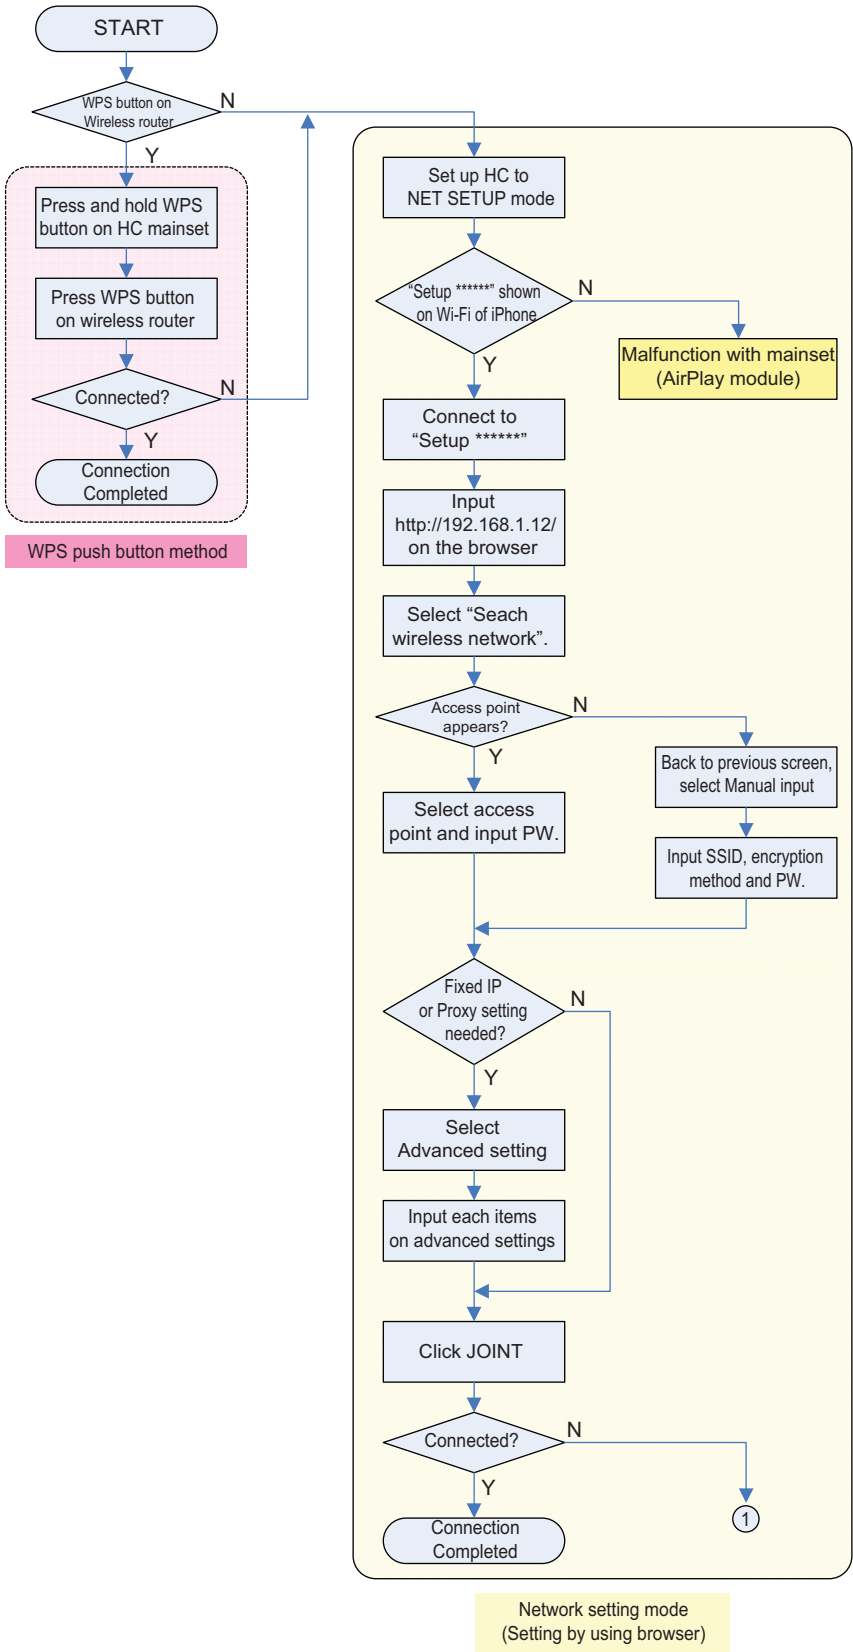 START
WPS button on
Wireless router
N
Y
Press and hold WPS
button on HC mainset
Press WPS button
on wireless router
Connected?
N
Y
Connection
Completed
WPS push button method
Set up HC to
NET SETUP mode
“Setup ******” shown
on Wi-Fi of iPhone
N
Y
Malfunction with mainset
(AirPlay module)
Connect to
“Setup ******”
Input
http://192.168.1.12/
on the browser
Select “Seach
wireless network”.
Access point
appears?
N
Y
Back to previous screen,
select Manual input
Select access
point and input PW.
Input SSID, encryption
method and PW.
Fixed IP
or Proxy setting
needed?
N
Y
Select
Advanced setting
Input each items
on advanced settings
Click JOINT
Connected?
N
Y
1
Connection
Completed
Network setting mode
(Setting by using browser)